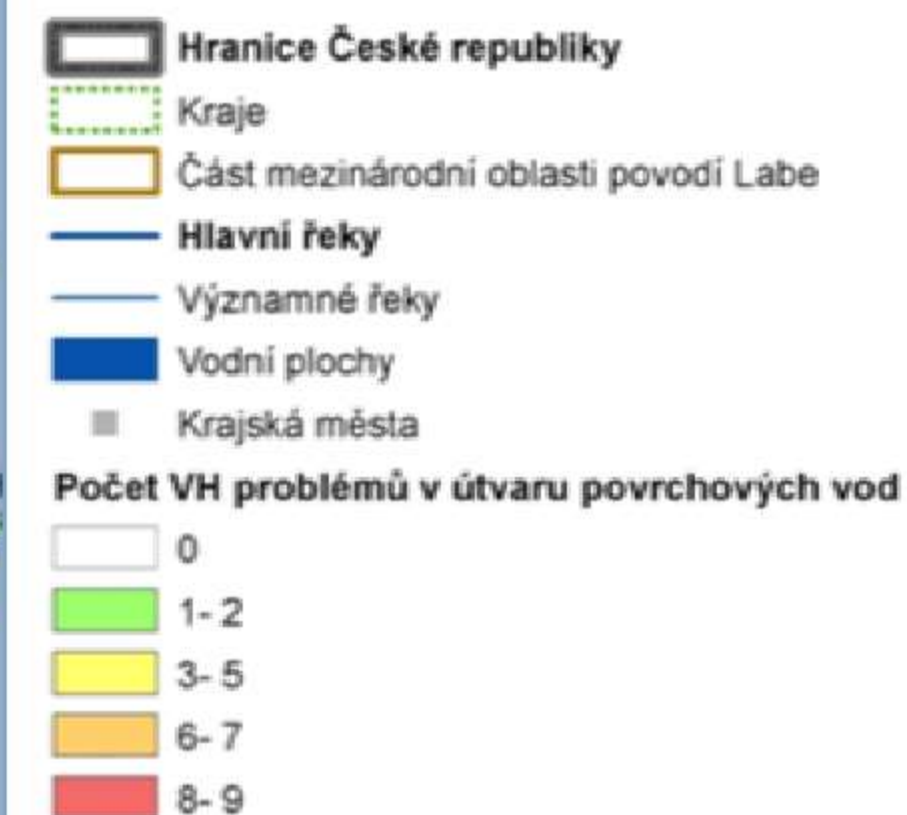 Hranice České republiky
Kraje
Část mezinárodní oblasti povodí Labe
Hlavní řeky
Významné řeky
Vodní plochy
Krajská města
Počet VH problémů v útvaru povrchových vod
0
1- 2
3- 5
6- 7
8- 9